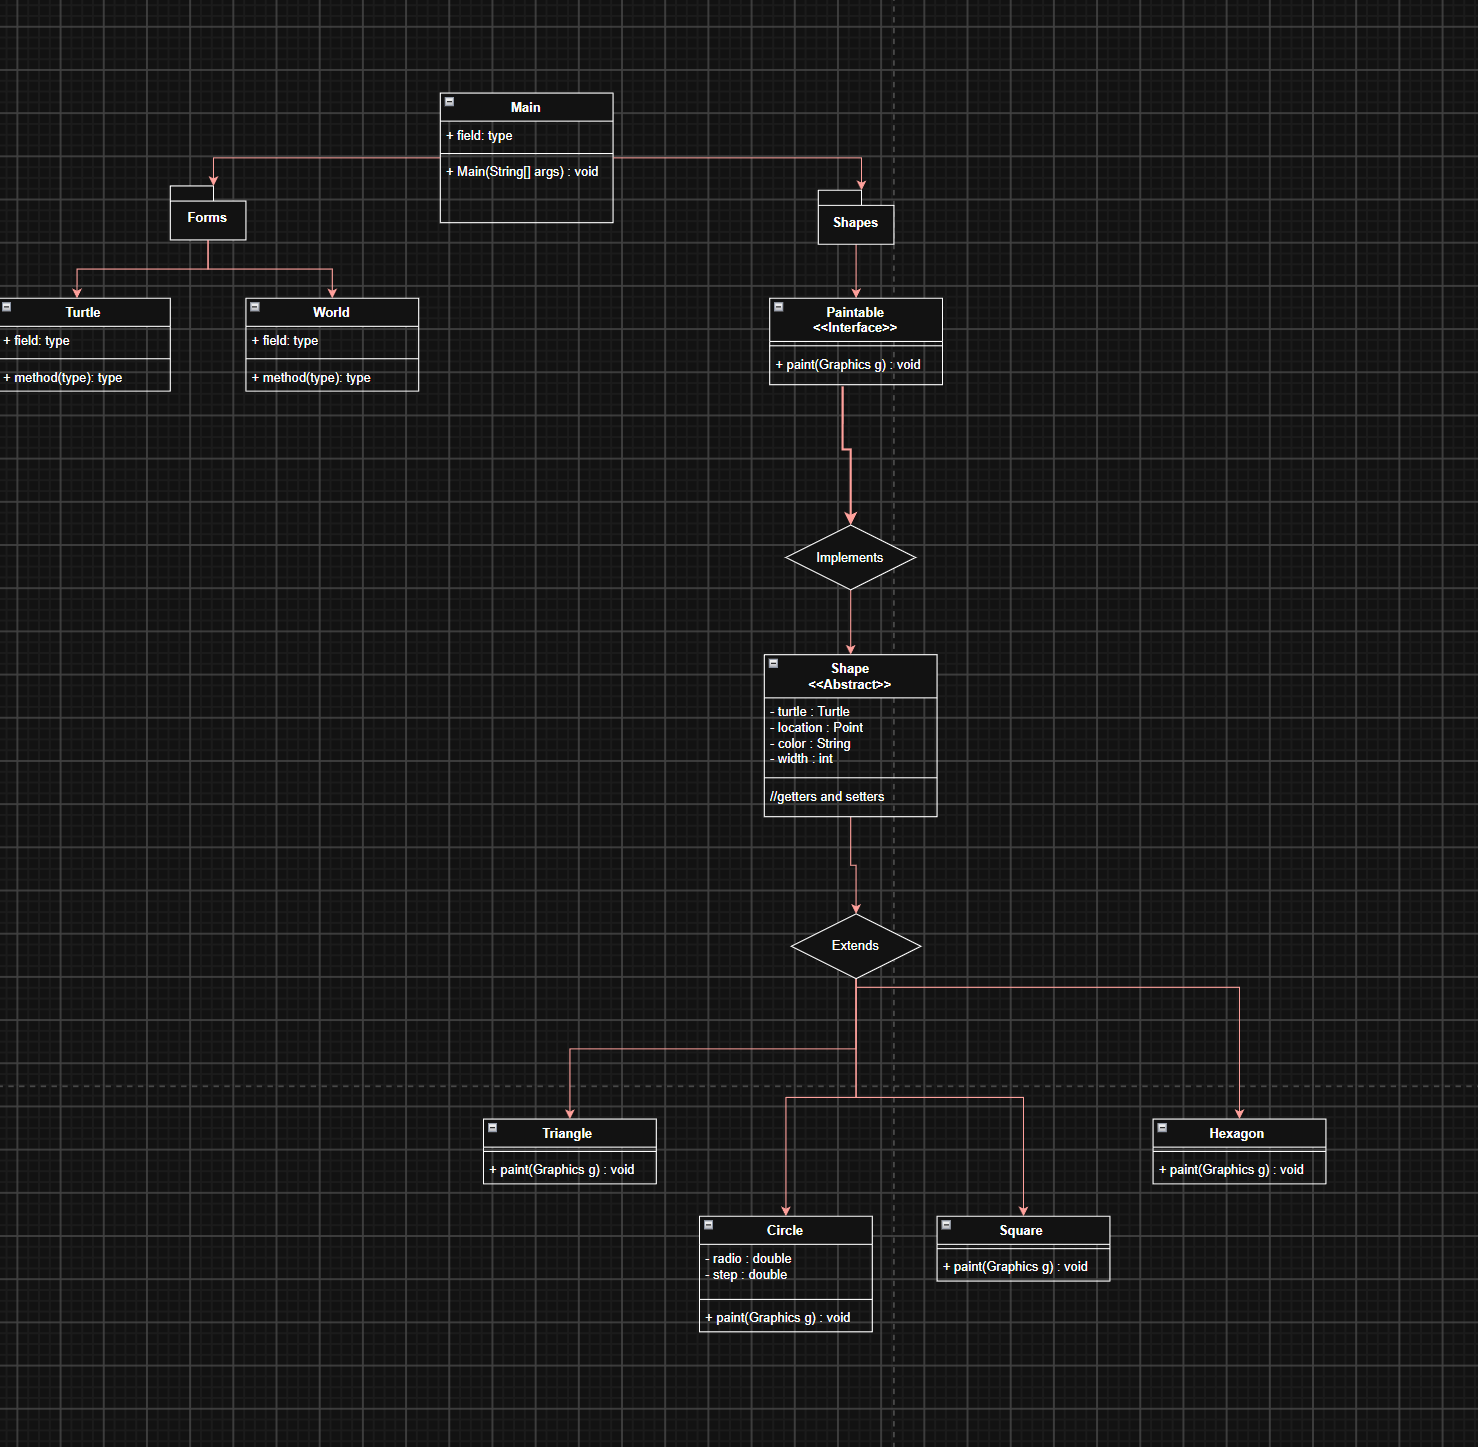 Main
+ field: type
+ Main(String[] args) : void
Forms
Shapes
Turtle
+ field: type
+ method(type): type
World
+ field: type
+ method(type): type
Paintable
<<Interface>>
+ paint(Graphics g) : void
Implements
Shape
<<Abstract>>
- turtle : Turtle
- location : Point
- color : String
- width : int
//getters and setters
Extends
Triangle
+ paint(Graphics g) : void
Hexagon
+ paint(Graphics g) : void
Circle
- radio : double
- step : double
+ paint(Graphics g) : void
Square
+ paint(Graphics g) : void